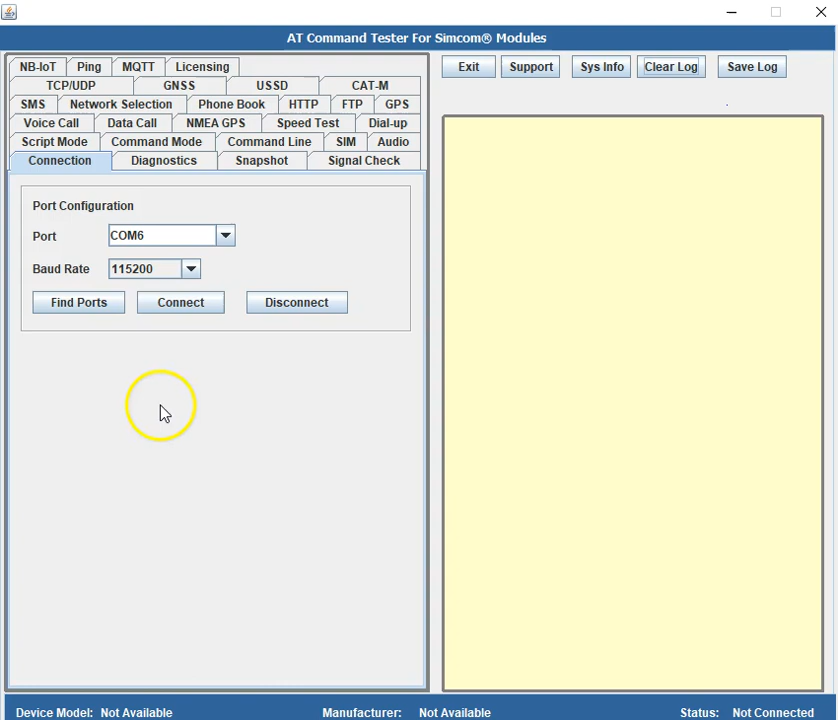 AT Command Tester For Simcom® Modules
NB-IoT Ping MQTT Licensing
TCP/UDP GNSS USSD CAT-M
SMS Network Selection Phone Book HTTP FTP GPS
Voice Call Data Call NMEA GPS Speed Test Dial-up
Script Mode Command Mode Command Line SIM Audio
Connection Diagnostics Snapshot Signal Check
Exit Support Sys Info Clear Log Save Log
Port Configuration
Port COM6
Baud Rate 115200
Find Ports Connect Disconnect
Device Model: Not Available Manufacturer: Not Available Status: Not Connected